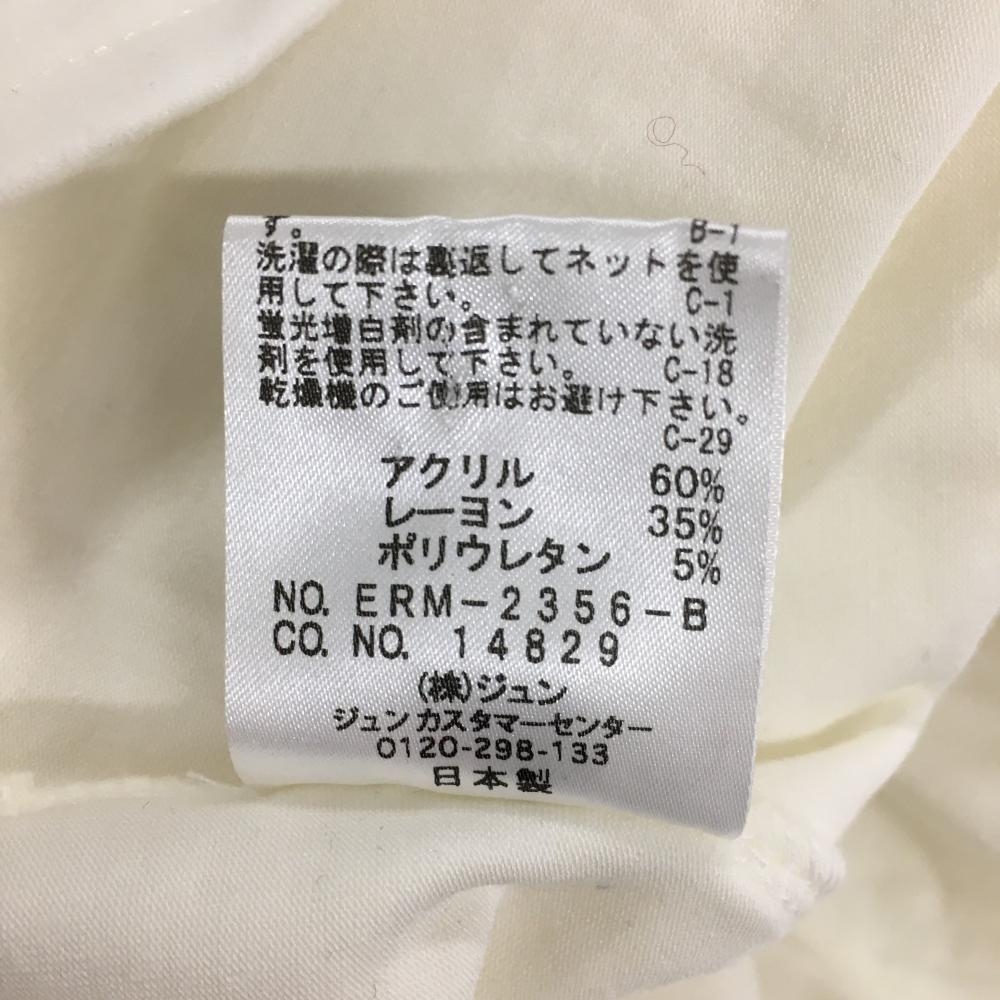 す。
B-1
洗濯の際は裏返してネットを使
用して下さい。 C-1
蛍光増白剤の含まれていない洗
剤を使用して下さい。 C-18
乾燥機のご使用はお避け下さい。
C-29
アクリル 60%
レーヨン 35%
ポリウレタン 5%
NO. ERM-2356-B
CO. NO. 14829
(株)ジュン
ジュン カスタマーセンター
0120-298-133
日本製